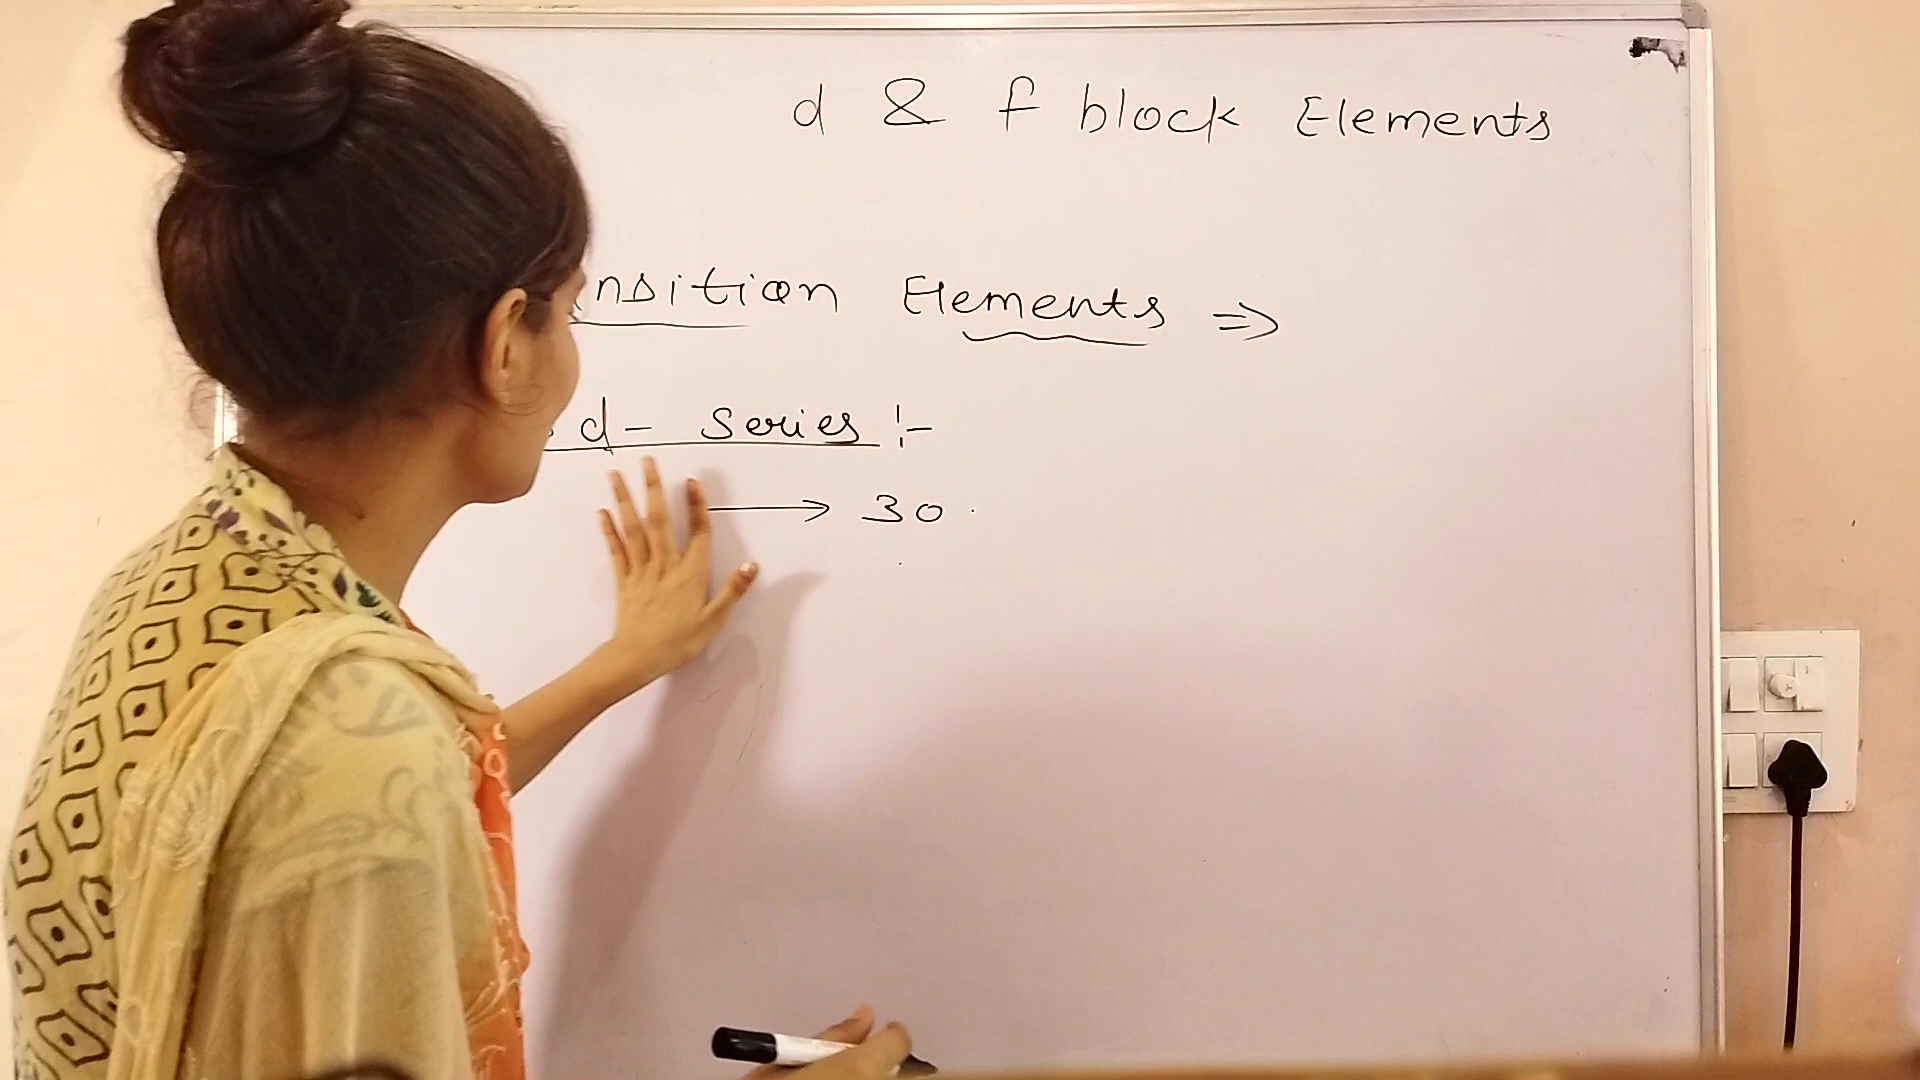 d & f block Elements
nsition Elements ⇒
d- Series :-
⟶ 30